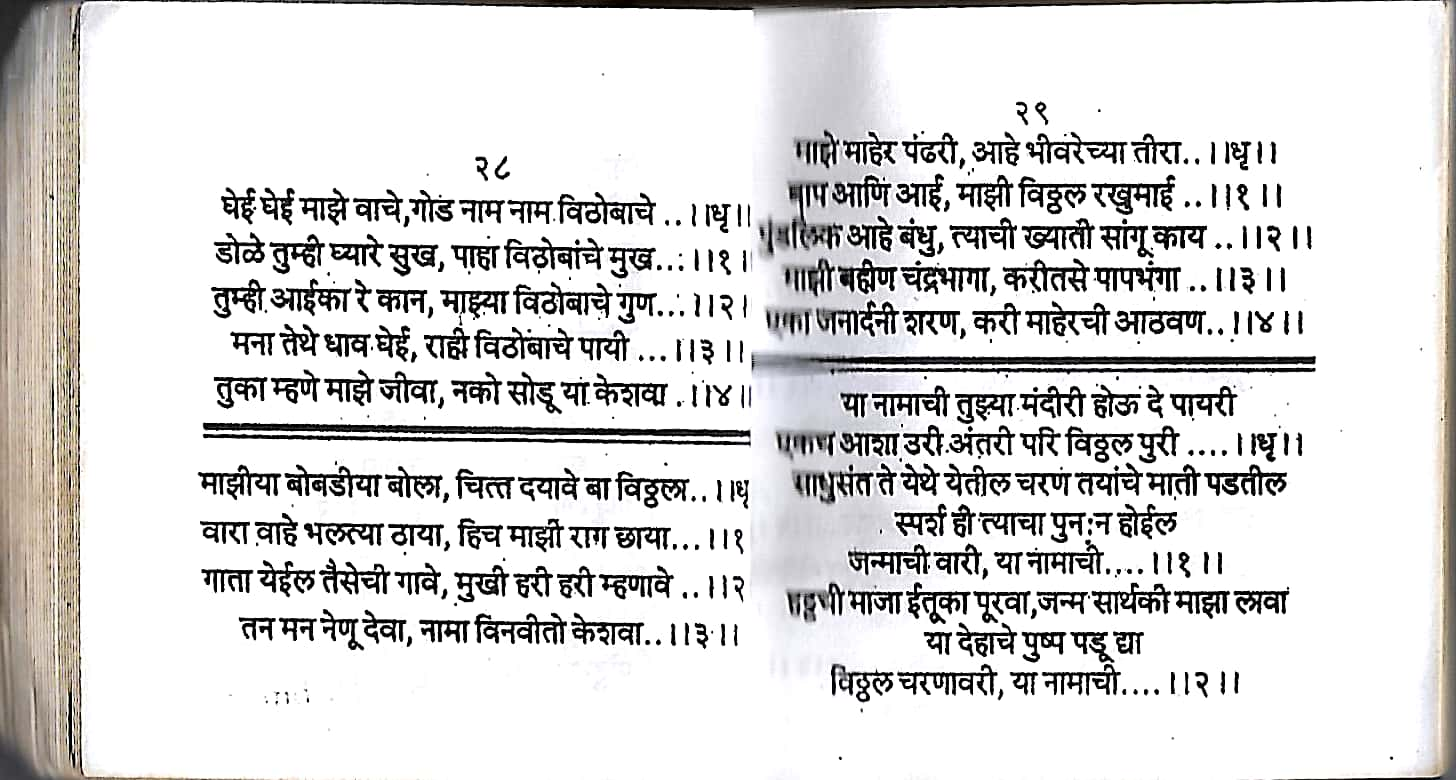 २८
घेई घेई माझे वाचे,गोड नाम नाम विठोबाचे ..।।धृ।।
डोळे तुम्ही घ्यारे सुख, पाहा विठोबांचे मुख...।।१।
तुम्ही आईका रे कान, माझ्या विठोबाचे गुण...।।२।
मना तेथे धाव घेई, राही विठोबाचे पायी ...।।३।।
तुका म्हणे माझे जीवा, नको सोडू या केशवा .।।४।।
माझीया बोबडीया बोला, चित्त दयावे बा विठ्ठला..।।धृ
वारा वाहे भलत्या ठाया, हिच माझी राग छाया...।।१
गाता येईल तैसेची गावे, मुखी हरी हरी म्हणावे ..।।२
तन मन नेणू देवा, नामा विनवीतो केशवा..।।३।।
२९
माझे माहेर पंढरी, आहे भीवरेच्या तीरा..।।धृ।।
बाप आणि आई, माझी विठ्ठल रखुमाई ..।।१।।
आहे बंधु, त्याची ख्याती सांगू काय ..।।२।।
माझी बहीण चंद्रभागा, करीतसे पापभंगा ..।।३।।
एका जनार्दनी शरण, करी माहेरची आठवण..।।४।।
या नामाची तुझ्या मंदीरी होऊ दे पायरी
आशा उरी अंतरी परि विठ्ठल पुरी ....।।धृ।।
साधुसंत ते येथे येतील चरण तयांचे माती पडतील
स्पर्श ही त्याचा पुनःन होईल
जन्माची वारी, या नामाची....।।१।।
माजा ईतूका पूरवा,जन्म सार्थकी माझा लावा
या देहाचे पुष्प पडू द्या
विठ्ठल चरणावरी, या नामाची....।।२।।